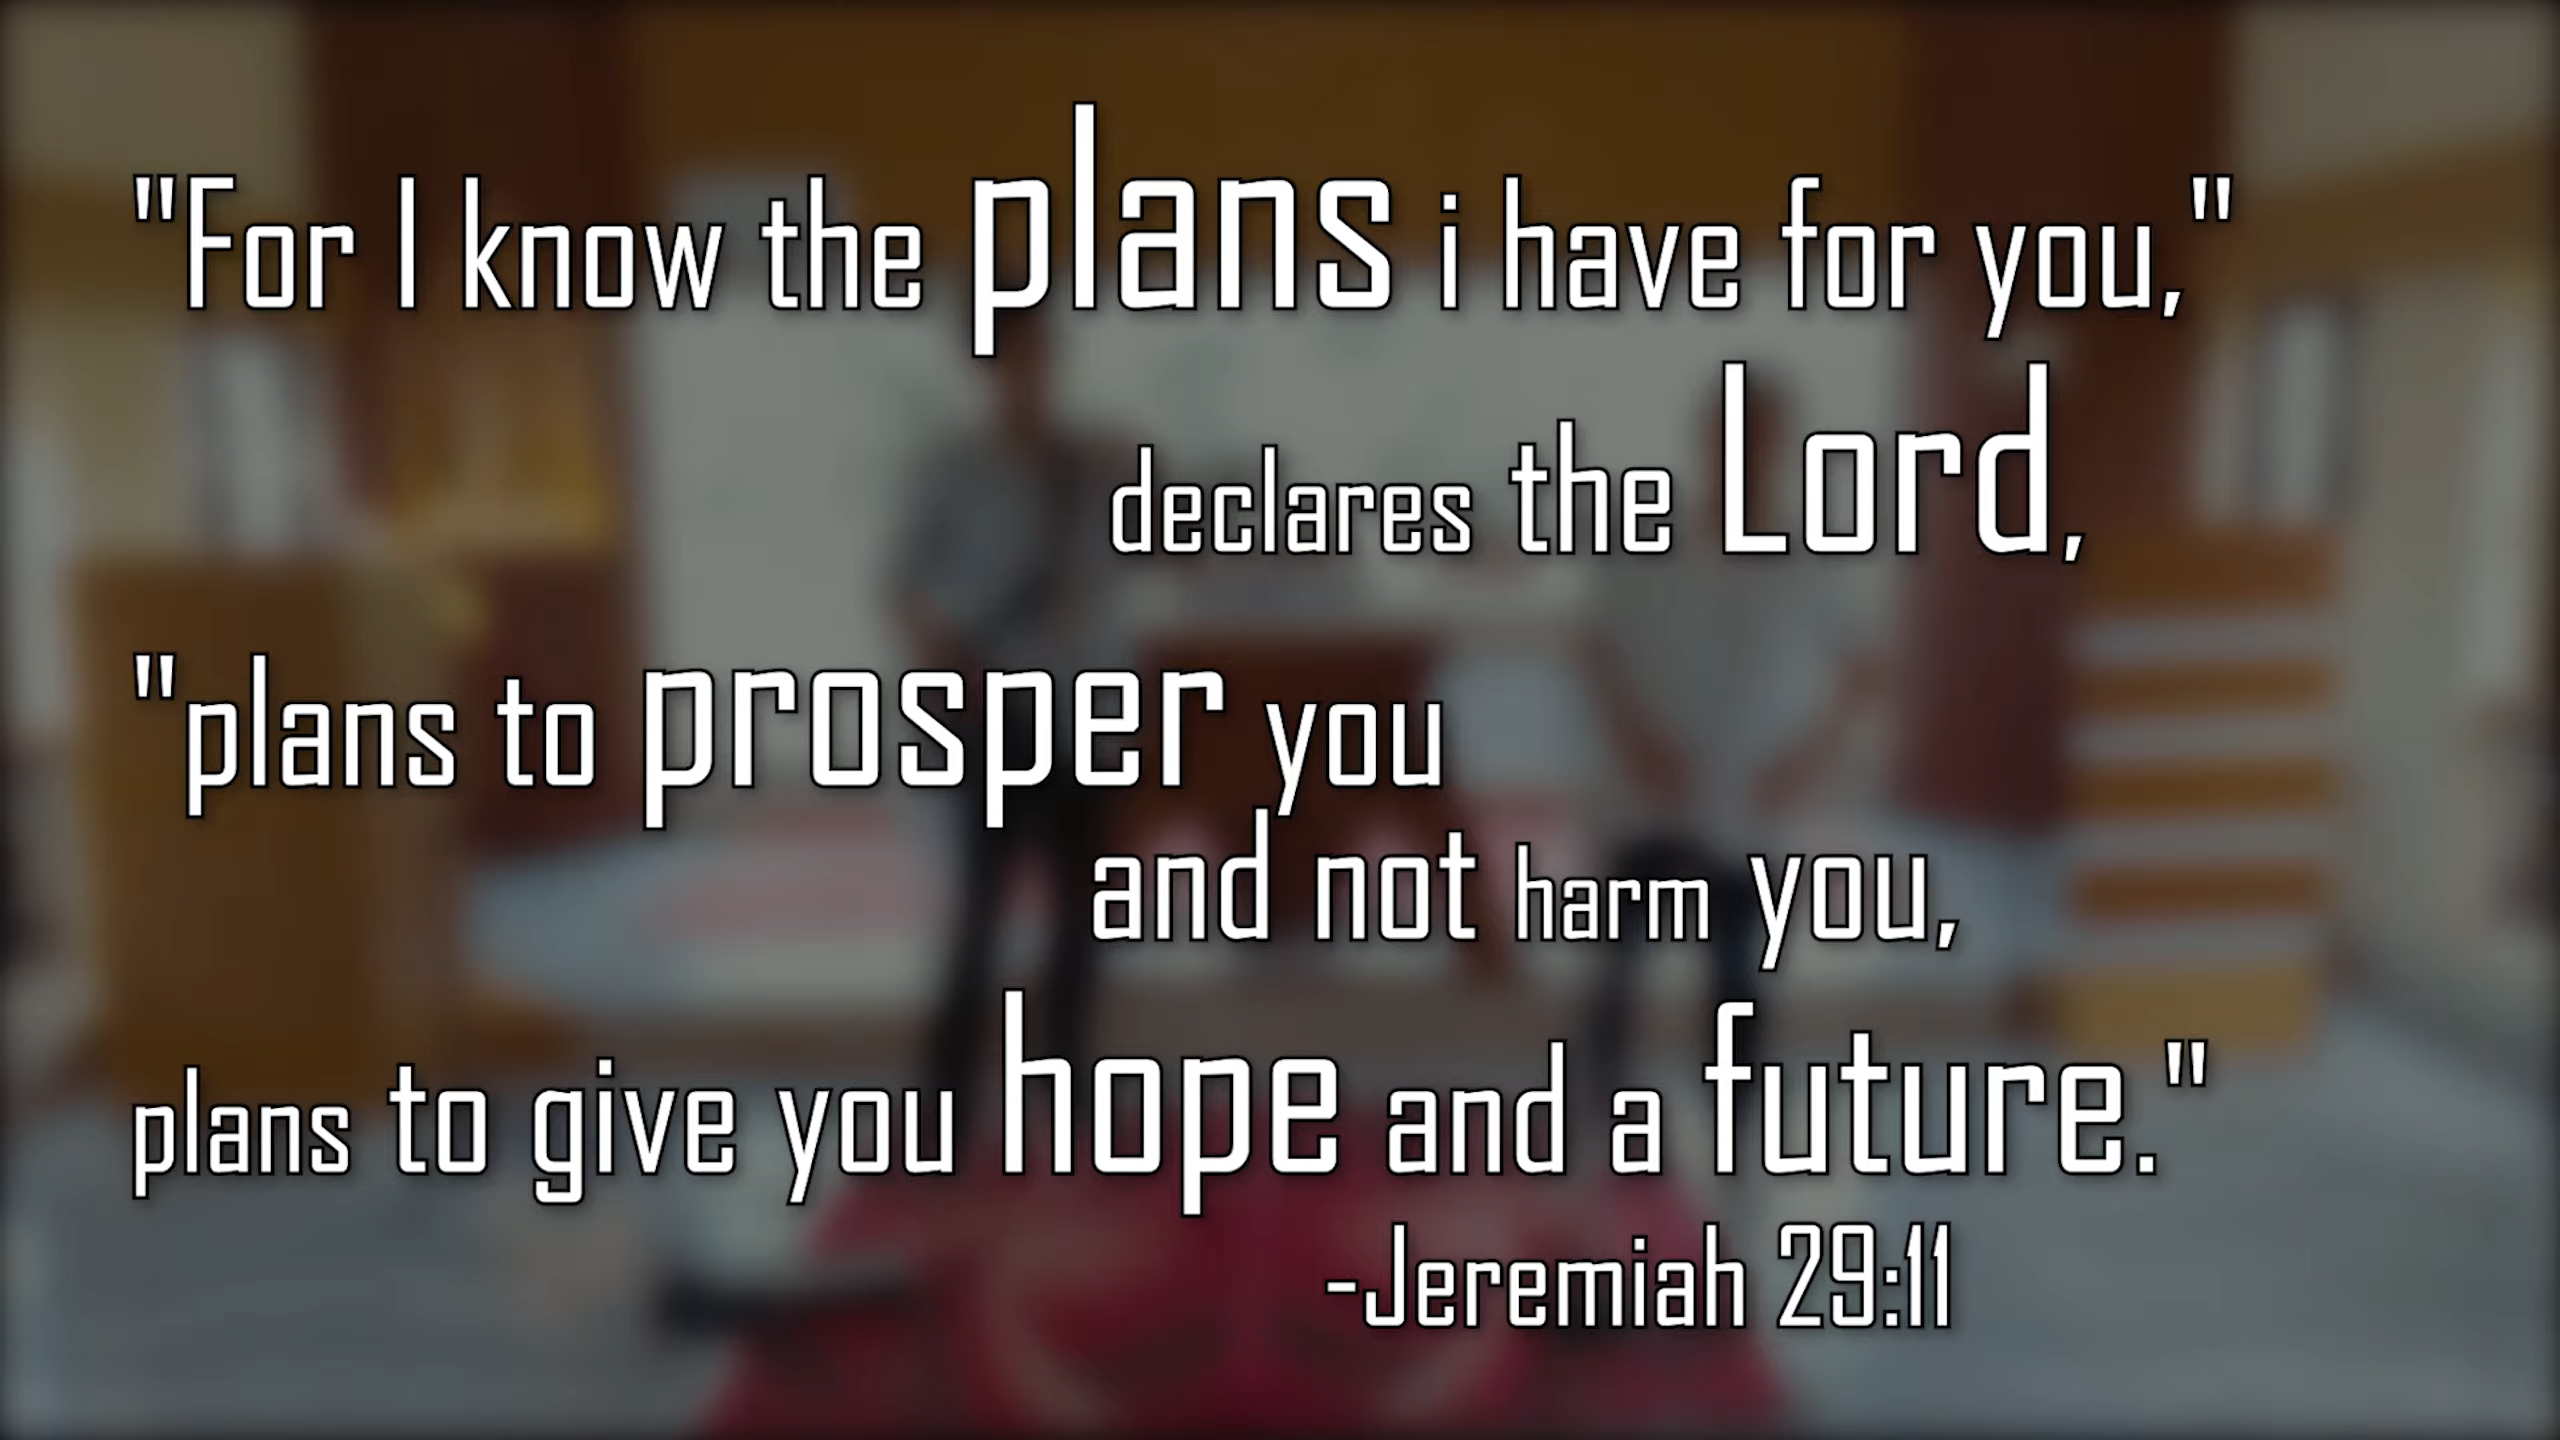 "For I know the plans i have for you,"
declares the Lord,
"plans to prosper you
and not harm you,
plans to give you hope and a future."
-Jeremiah 29:11